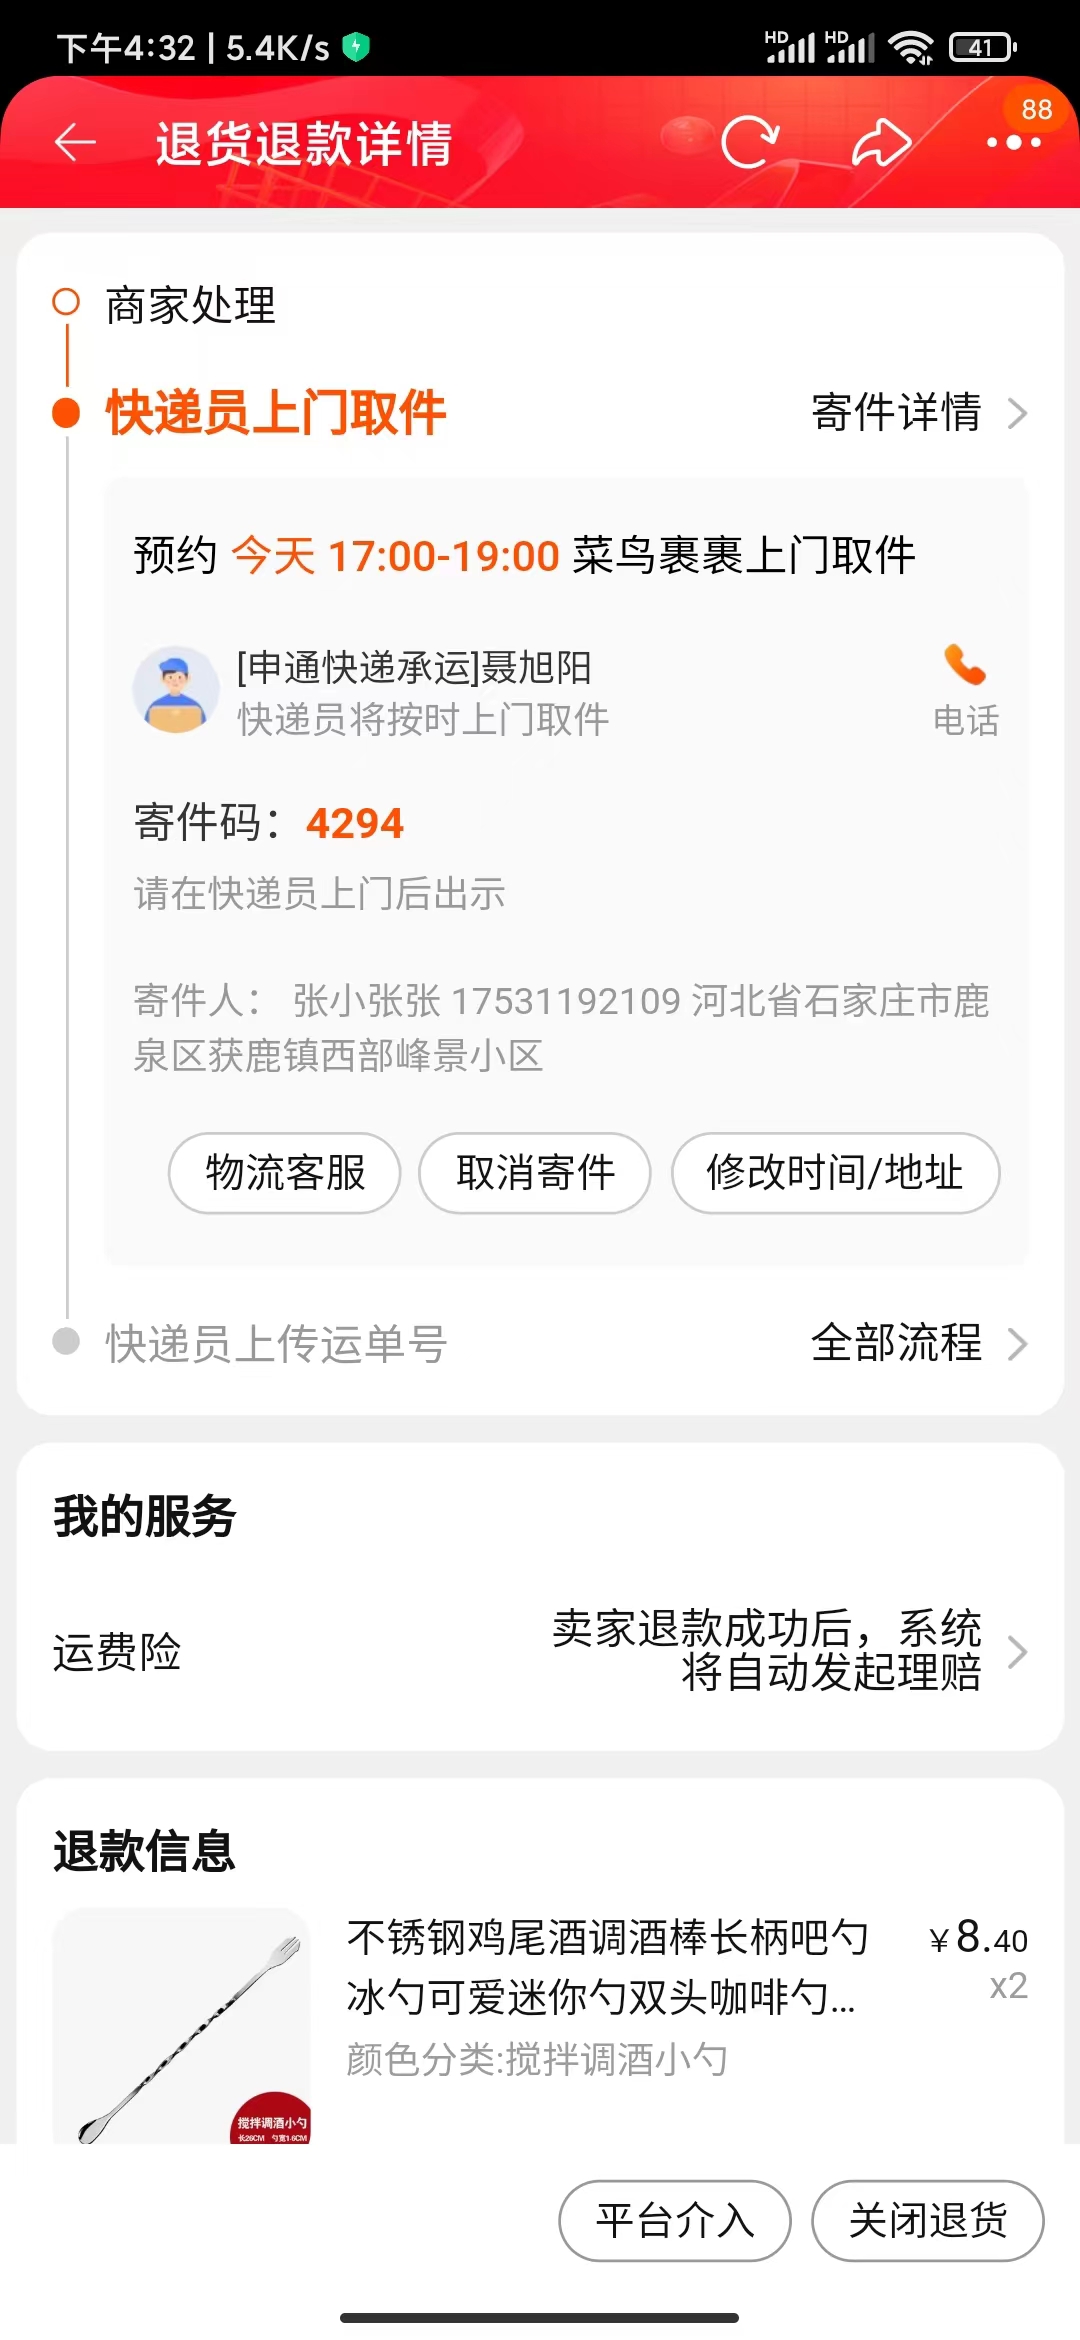 下午4:32 | 5.4K/s
HD
HD
41
退货退款详情
88
商家处理
快递员上门取件
寄件详情
预约 今天 17:00-19:00 菜鸟裹裹上门取件
[申通快递承运]聂旭阳
快递员将按时上门取件
电话
寄件码：4294
请在快递员上门后出示
寄件人： 张小张张 17531192109 河北省石家庄市鹿
泉区获鹿镇西部峰景小区
物流客服
取消寄件
修改时间/地址
快递员上传运单号
全部流程
我的服务
运费险
卖家退款成功后，系统
将自动发起理赔
退款信息
不锈钢鸡尾酒调酒棒长柄吧勺
冰勺可爱迷你勺双头咖啡勺...
¥8.40
x2
颜色分类:搅拌调酒小勺
搅拌调酒小勺
长26CM 勺宽1.6CM
平台介入
关闭退货